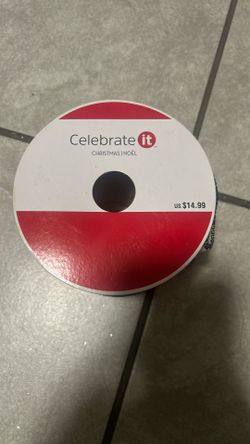 Celebrate it
CHRISTMAS | NOËL
US $14.99